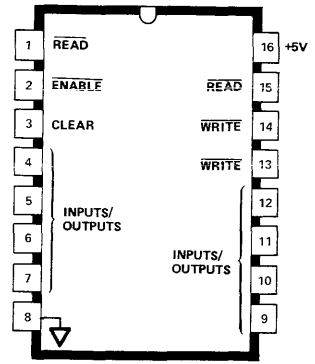 1 READ
16 +5V
2 ENABLE
READ 15
3 CLEAR
WRITE 14
4
WRITE 13
5
12
INPUTS/
OUTPUTS
6
11
INPUTS/
OUTPUTS
7
10
8
9